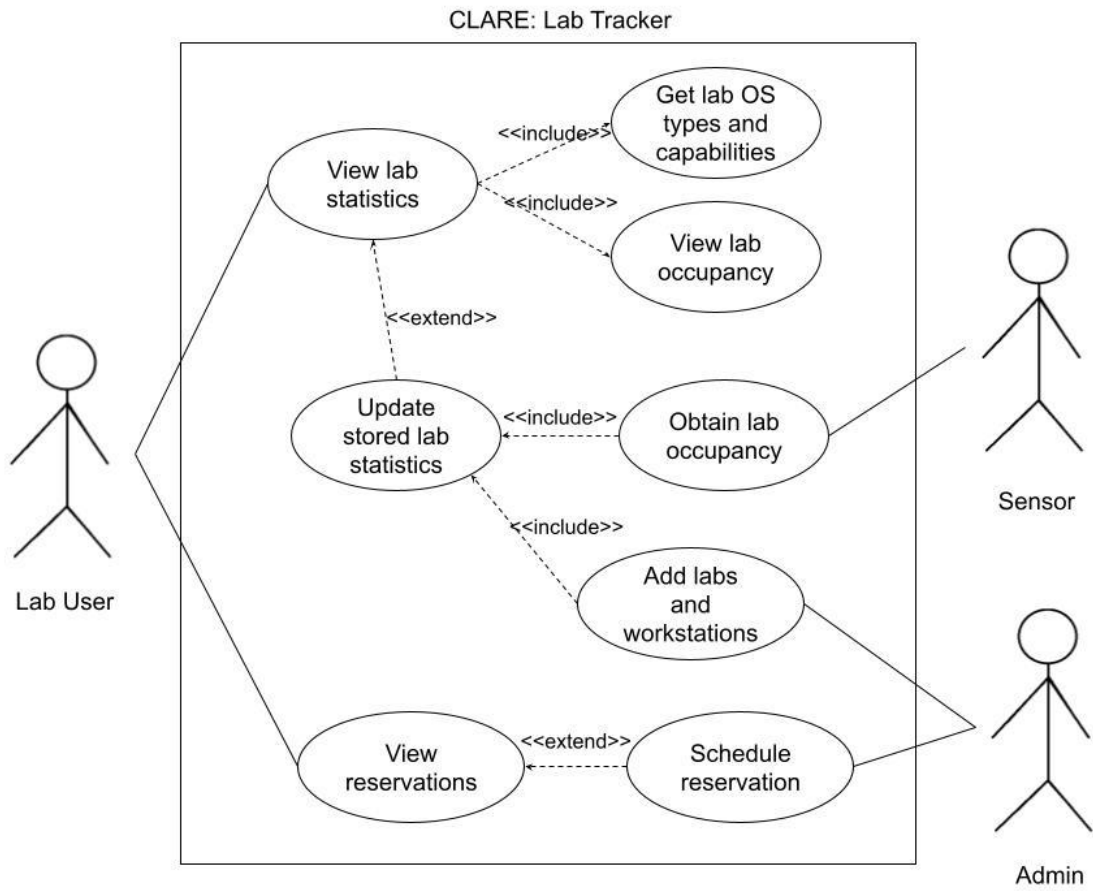 CLARE: Lab Tracker
Get lab OS
types and
capabilities
<<include>>
View lab
statistics
<<include>>
View lab
occupancy
<<extend>>
Update
stored lab
statistics
<<include>>
Obtain lab
occupancy
Sensor
<<include>>
Add labs
and
workstations
Lab User
View
reservations
<<extend>>
Schedule
reservation
Admin